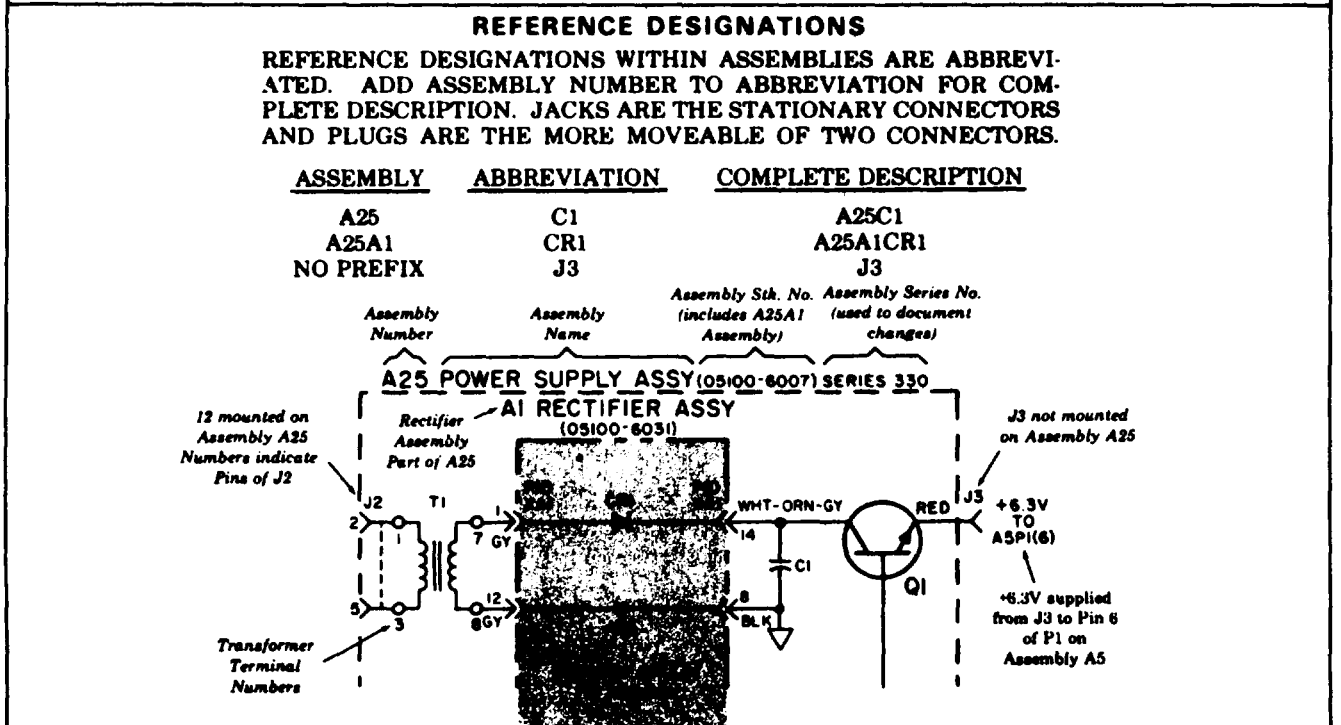 REFERENCE DESIGNATIONS
REFERENCE DESIGNATIONS WITHIN ASSEMBLIES ARE ABBREVI-
ATED. ADD ASSEMBLY NUMBER TO ABBREVIATION FOR COM-
PLETE DESCRIPTION. JACKS ARE THE STATIONARY CONNECTORS
AND PLUGS ARE THE MORE MOVEABLE OF TWO CONNECTORS.
ASSEMBLY ABBREVIATION COMPLETE DESCRIPTION
A25 C1 A25C1
A25A1 CR1 A25A1CR1
NO PREFIX J3 J3
Assembly
Number
Assembly
Name
Assembly Stk. No.
(includes A25A1
Assembly)
Assembly Series No.
(used to document
changes)
A25 POWER SUPPLY ASSY (05100-6007) SERIES 330
A1 RECTIFIER ASSY
(05100-6031)
12 mounted on
Assembly A25
Numbers indicate
Pins of J2
Rectifier
Assembly
Part of A25
J3 not mounted
on Assembly A25
J2 T1
2 1 7 1 GY
WHT-ORN-GY
14
RED J3
+6.3V
TO
A5P1(6)
C1
Q1
5 3 8 12 GY
8
BLK
+6.3V supplied
from J3 to Pin 6
of P1 on
Assembly A5
Transformer
Terminal
Numbers